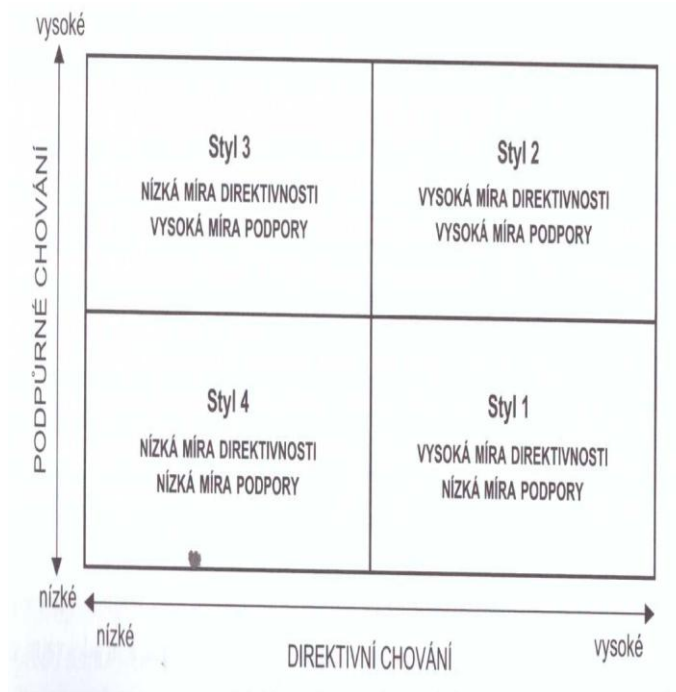 vysoké
PODPŮRNÉ CHOVÁNÍ
Styl 3
NÍZKÁ MÍRA DIREKTIVNOSTI
VYSOKÁ MÍRA PODPORY
Styl 2
VYSOKÁ MÍRA DIREKTIVNOSTI
VYSOKÁ MÍRA PODPORY
Styl 4
NÍZKÁ MÍRA DIREKTIVNOSTI
NÍZKÁ MÍRA PODPORY
Styl 1
VYSOKÁ MÍRA DIREKTIVNOSTI
NÍZKÁ MÍRA PODPORY
nízké
nízké
DIREKTIVNÍ CHOVÁNÍ
vysoké